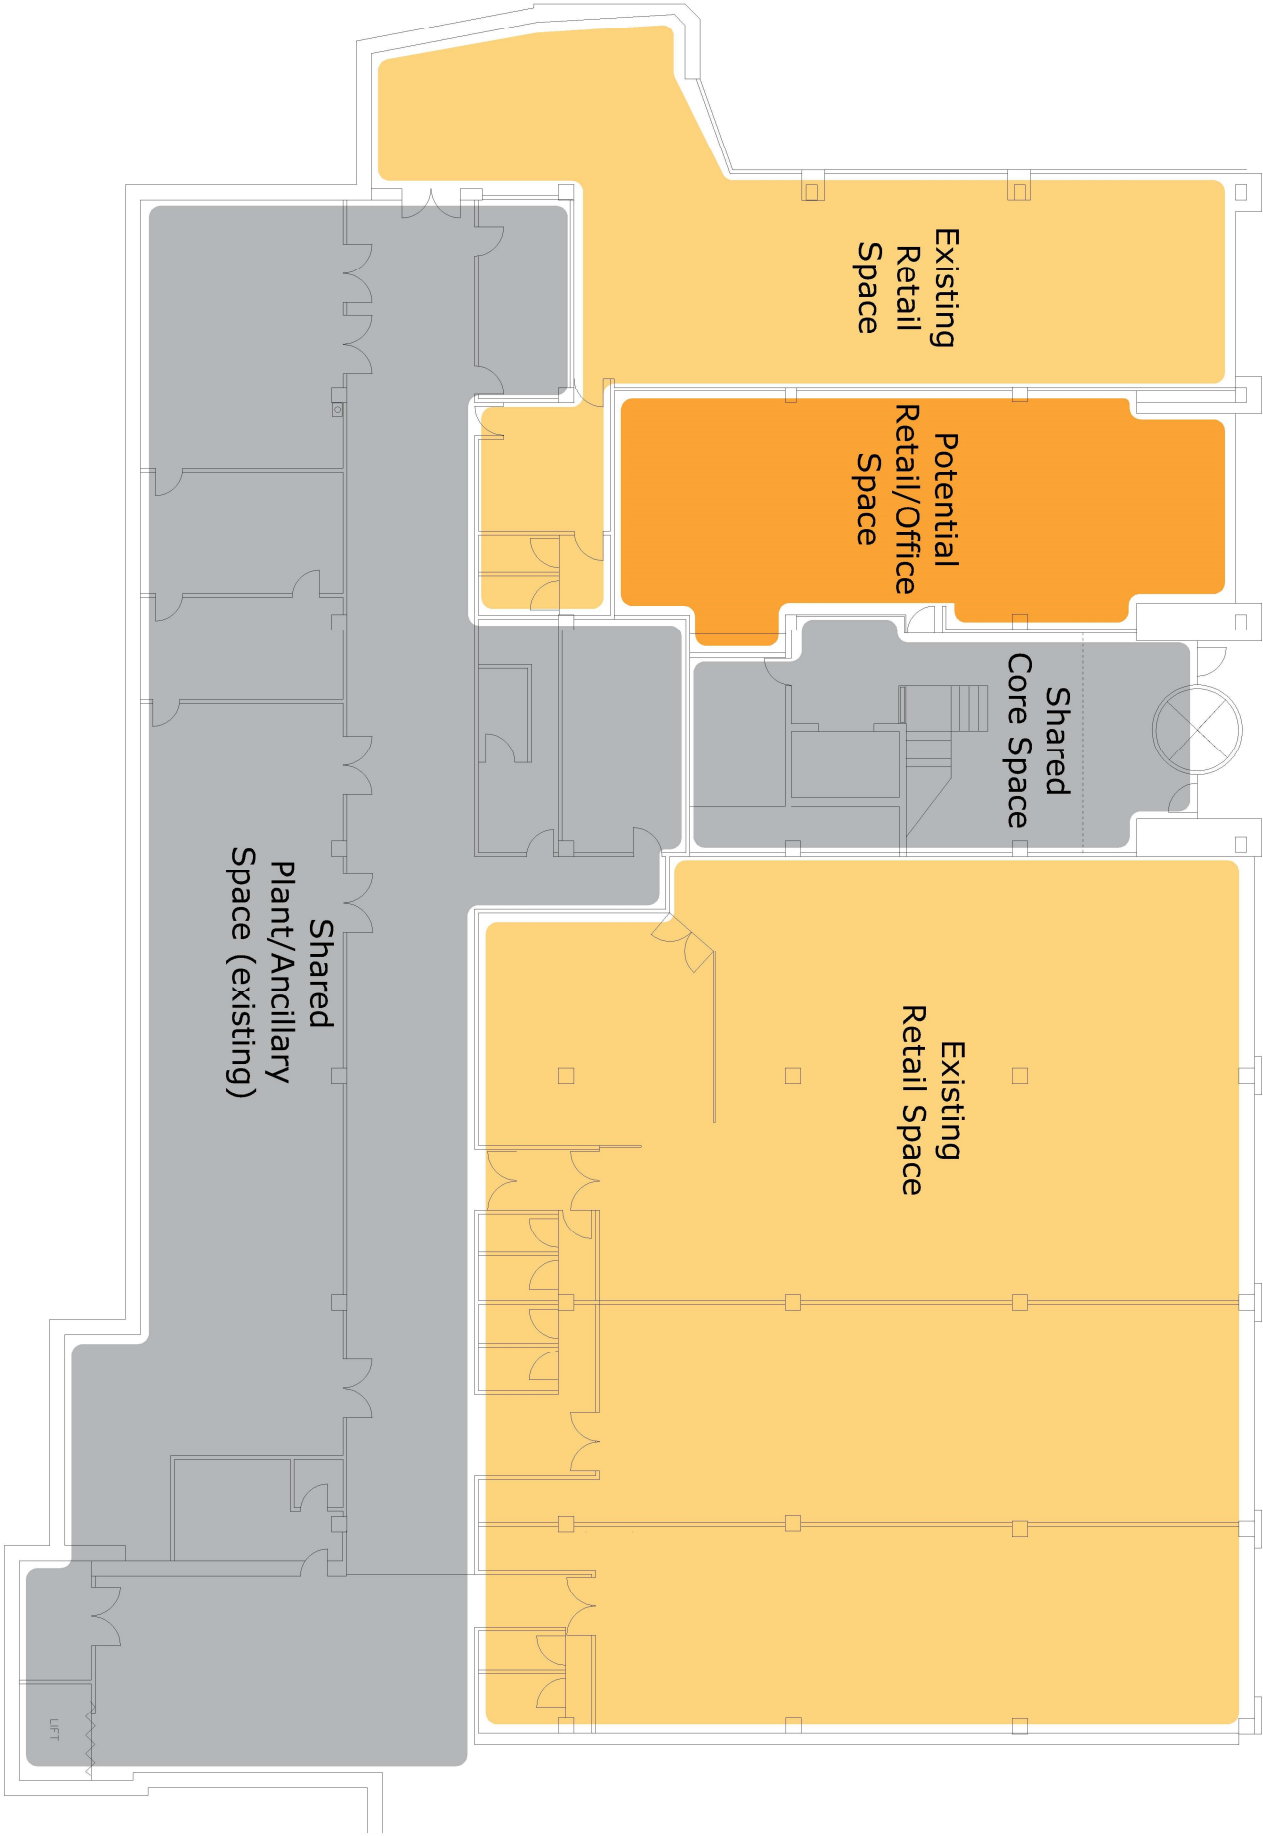 Existing
Retail
Space
Potential
Retail/Office
Space
Shared
Core Space
Shared
Plant/Ancillary
Space (existing)
Existing
Retail Space
LIFT